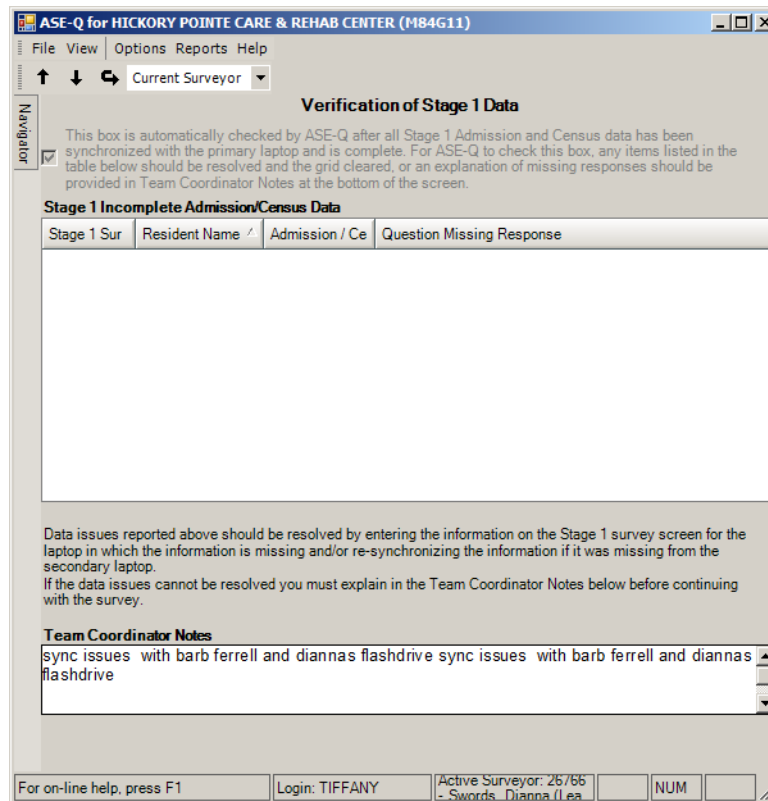 ASE-Q for HICKORY POINTE CARE & REHAB CENTER (M84G11)
File View Options Reports Help
Current Surveyor
Navigator
Verification of Stage 1 Data
This box is automatically checked by ASE-Q after all Stage 1 Admission and Census data has been
synchronized with the primary laptop and is complete. For ASE-Q to check this box, any items listed in the
table below should be resolved and the grid cleared, or an explanation of missing responses should be
provided in Team Coordinator Notes at the bottom of the screen.
Stage 1 Incomplete Admission/Census Data
Stage 1 Sur Resident Name Admission / Ce Question Missing Response
Data issues reported above should be resolved by entering the information on the Stage 1 survey screen for the
laptop in which the information is missing and/or re-synchronizing the information if it was missing from the
secondary laptop.
If the data issues cannot be resolved you must explain in the Team Coordinator Notes below before continuing
with the survey.
Team Coordinator Notes
sync issues with barb ferrell and diannas flashdrive sync issues with barb ferrell and diannas
flashdrive
For on-line help, press F1 Login: TIFFANY Active Surveyor: 26766 NUM
- Swords, Dianna (Lea